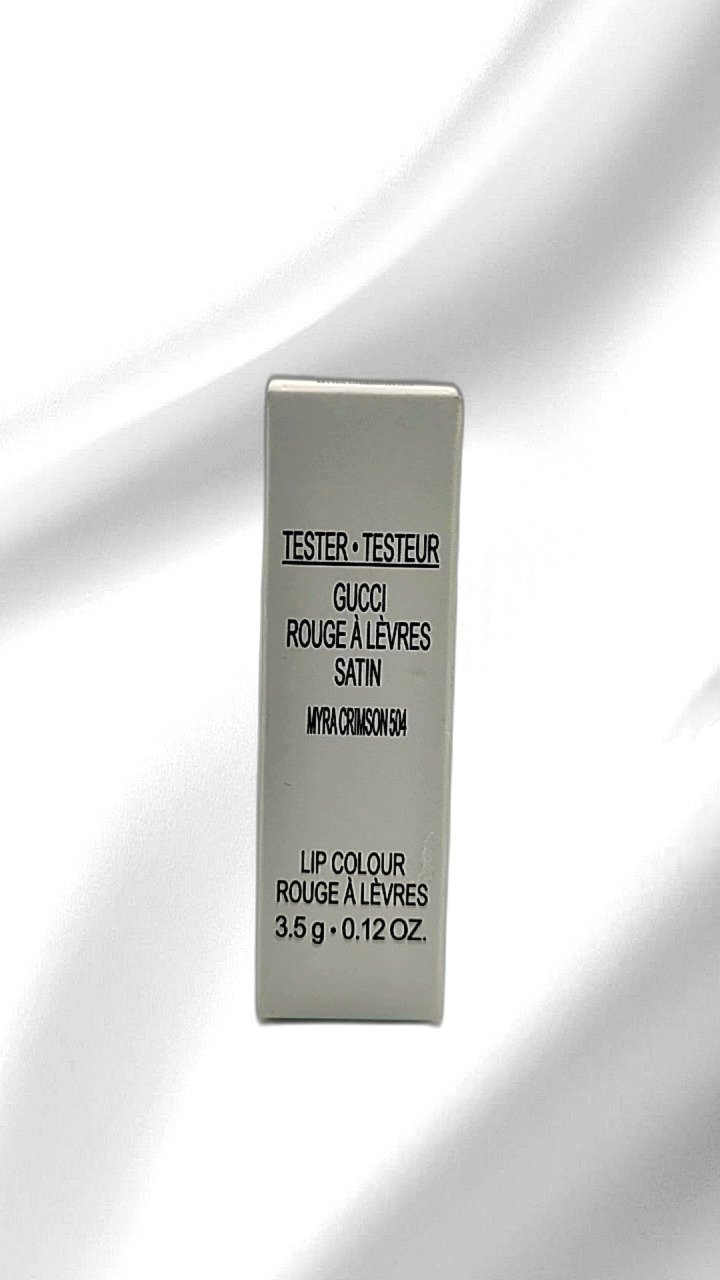 TESTER • TESTEUR
GUCCI
ROUGE À LÈVRES
SATIN
MYRA CRIMSON 504
LIP COLOUR
ROUGE À LÈVRES
3.5 g • 0.12 OZ.